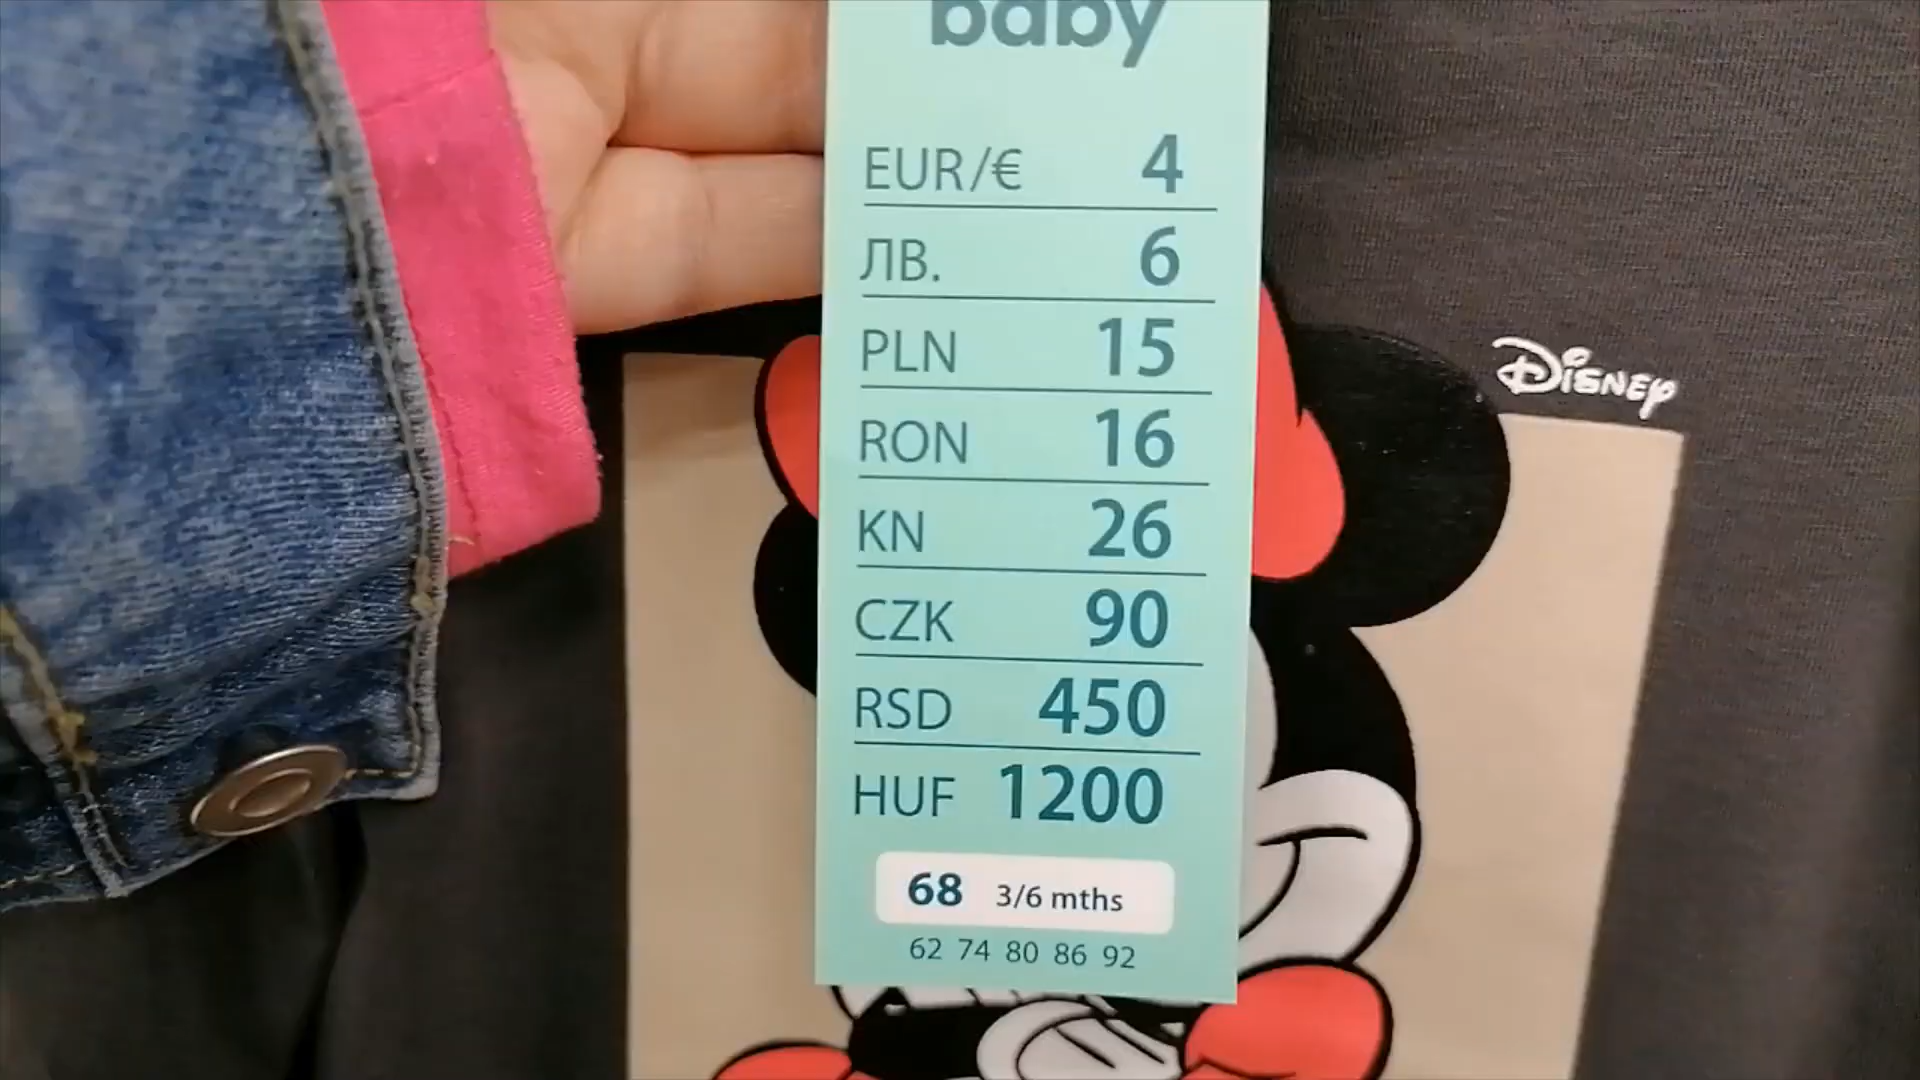 baby
EUR/€ 4
ЛВ. 6
PLN 15
RON 16
KN 26
CZK 90
RSD 450
HUF 1200
68 3/6 mths
62 74 80 86 92
Disney